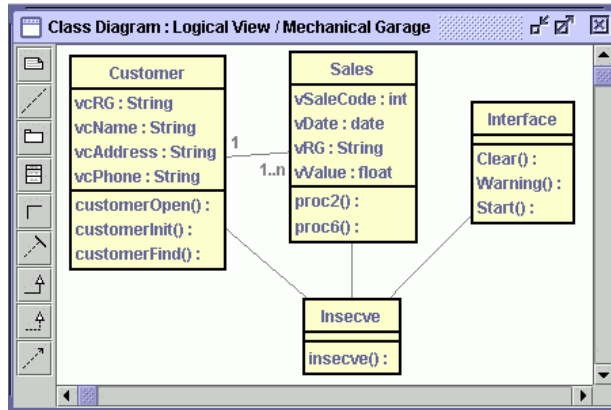 Class Diagram : Logical View / Mechanical Garage
Customer
vcRG : String
vcName : String
vcAddress : String
vcPhone : String
customerOpen() :
customerInit() :
customerFind() :
1
1..n
Sales
vSaleCode : int
vDate : date
vRG : String
vValue : float
proc2() :
proc6() :
Interface
Clear() :
Warning() :
Start() :
Insecve
insecve() :